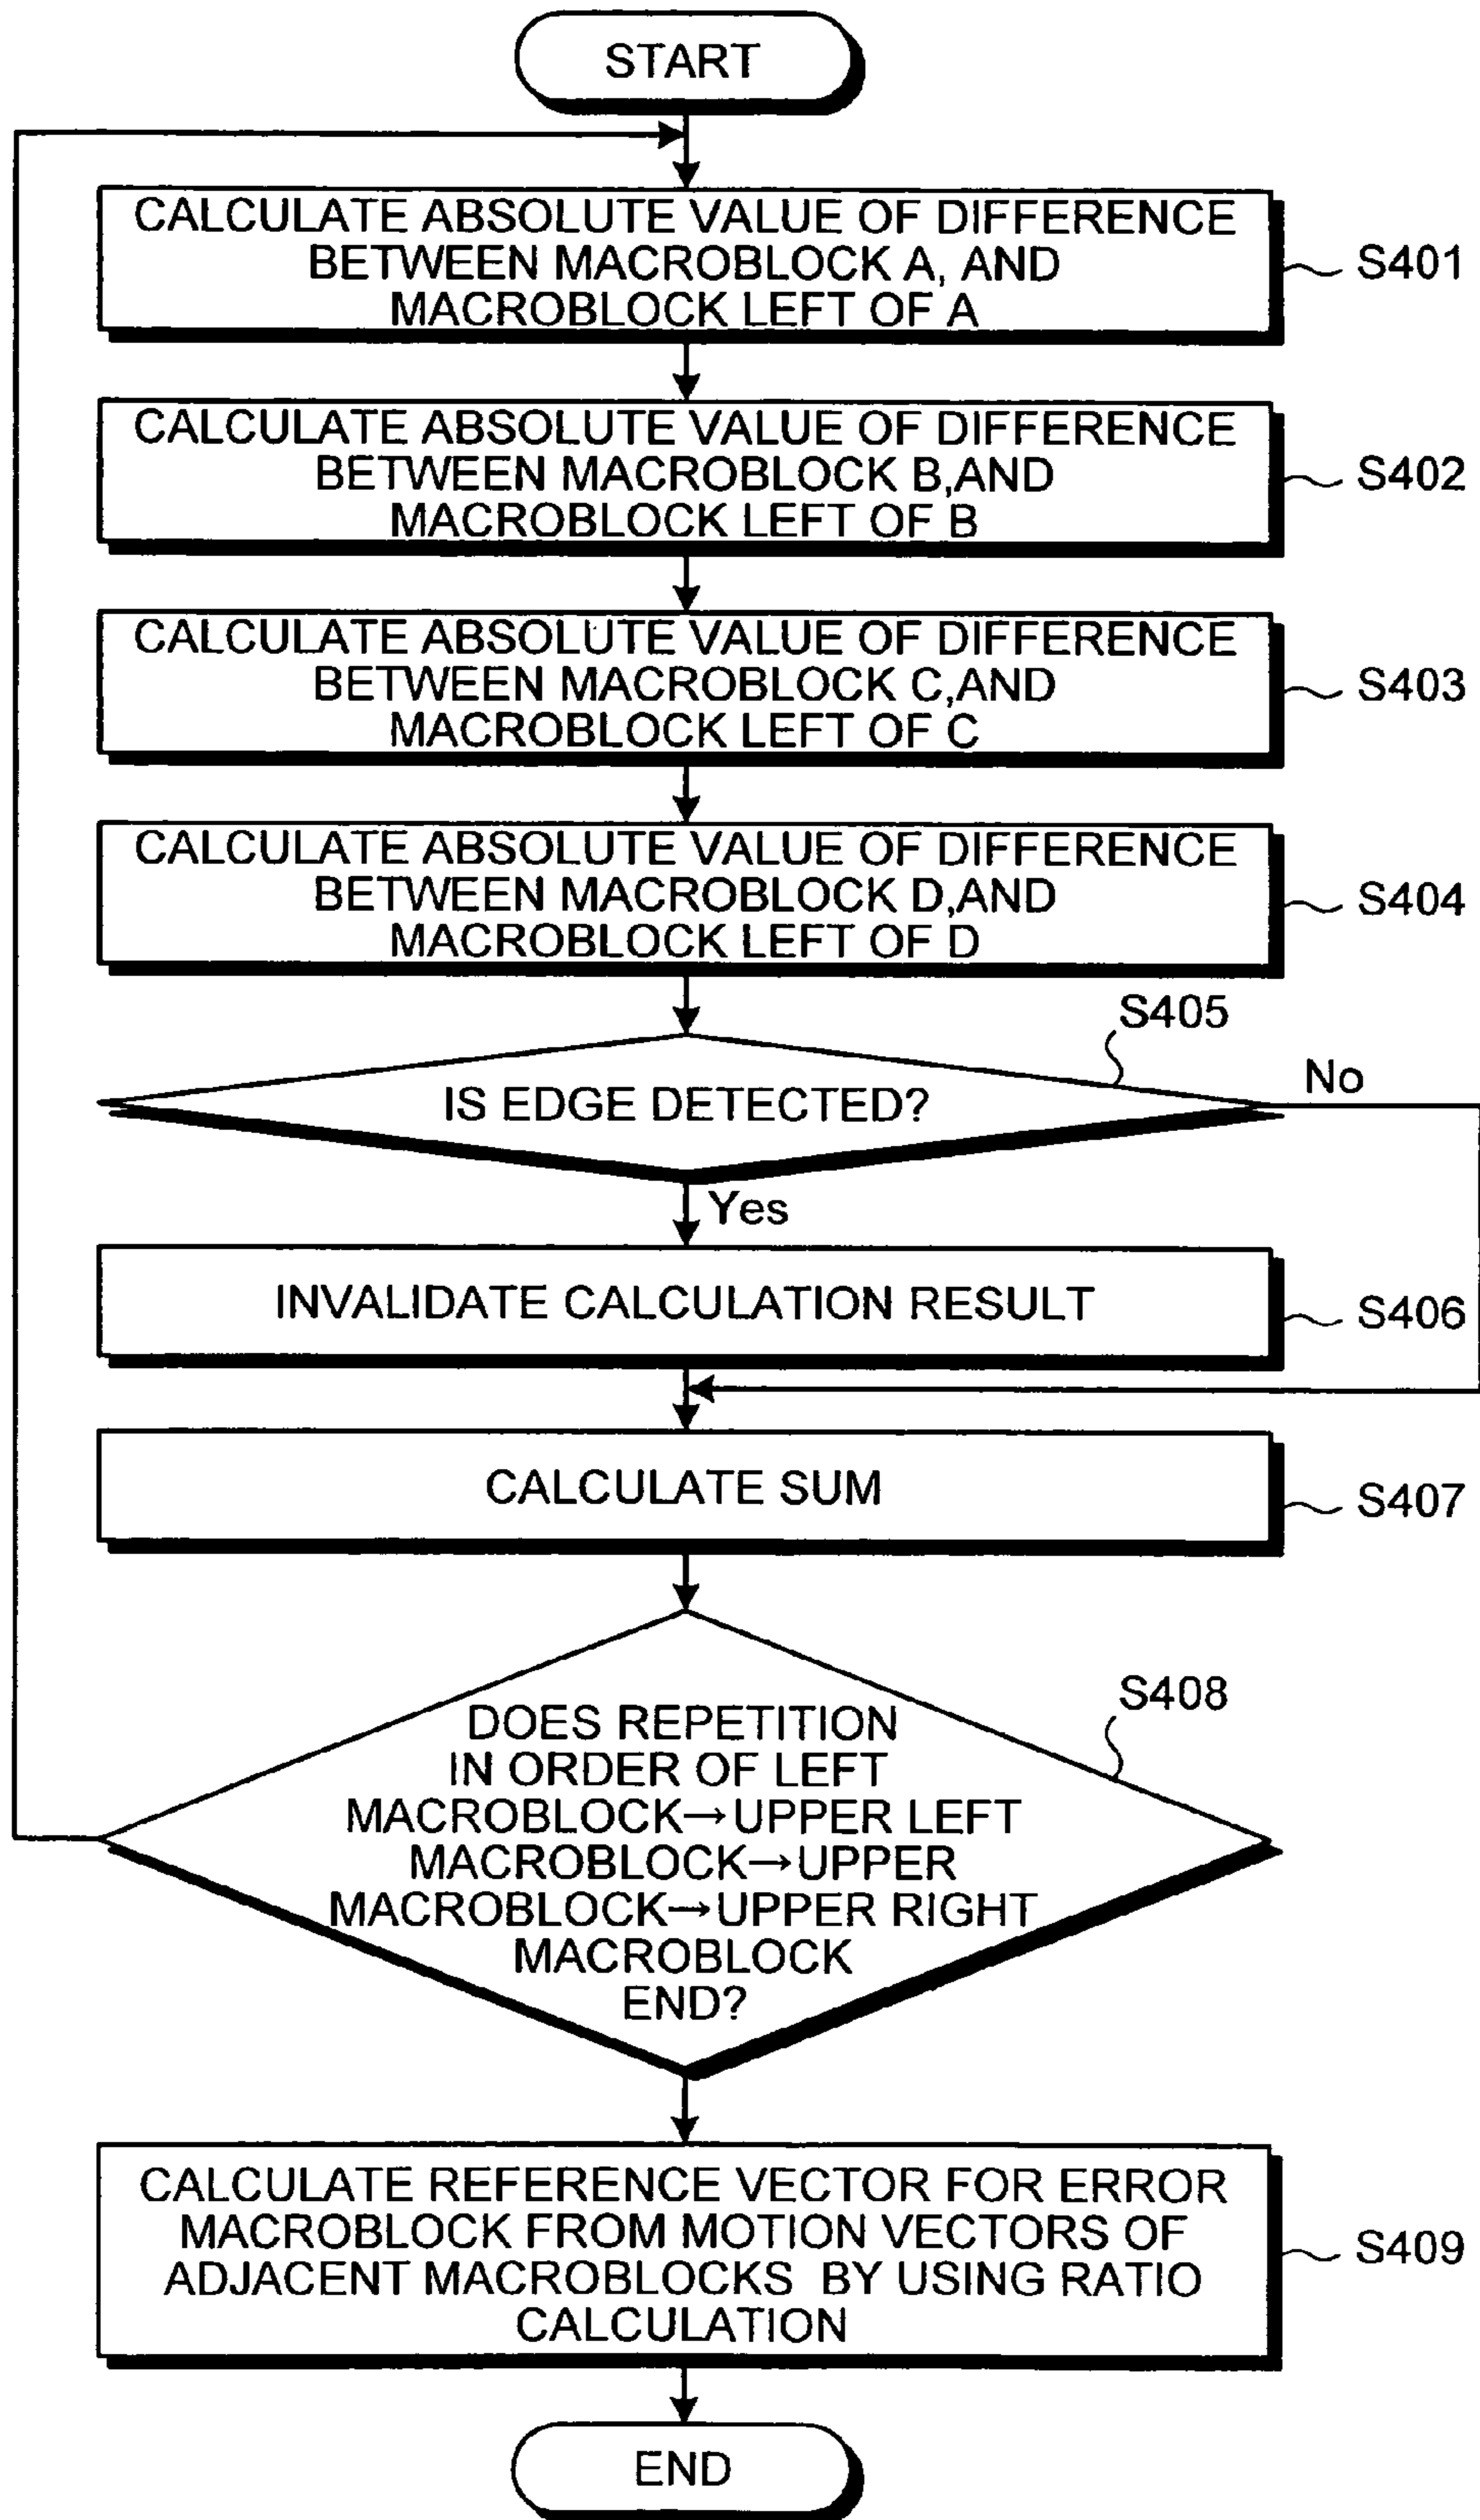 START
CALCULATE ABSOLUTE VALUE OF DIFFERENCE
BETWEEN MACROBLOCK A, AND
MACROBLOCK LEFT OF A
S401
CALCULATE ABSOLUTE VALUE OF DIFFERENCE
BETWEEN MACROBLOCK B,AND
MACROBLOCK LEFT OF B
S402
CALCULATE ABSOLUTE VALUE OF DIFFERENCE
BETWEEN MACROBLOCK C,AND
MACROBLOCK LEFT OF C
S403
CALCULATE ABSOLUTE VALUE OF DIFFERENCE
BETWEEN MACROBLOCK D,AND
MACROBLOCK LEFT OF D
S404
S405
IS EDGE DETECTED?
No
Yes
INVALIDATE CALCULATION RESULT
S406
CALCULATE SUM
S407
S408
DOES REPETITION
IN ORDER OF LEFT
MACROBLOCK→UPPER LEFT
MACROBLOCK→UPPER
MACROBLOCK→UPPER RIGHT
MACROBLOCK
END?
CALCULATE REFERENCE VECTOR FOR ERROR
MACROBLOCK FROM MOTION VECTORS OF
ADJACENT MACROBLOCKS BY USING RATIO
CALCULATION
S409
END